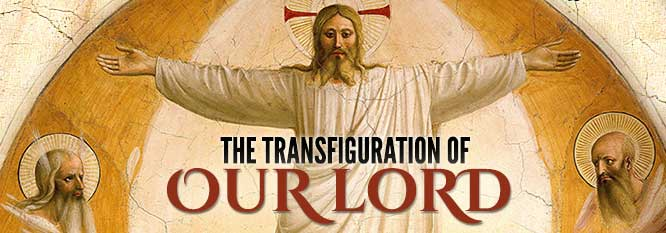 THE TRANSFIGURATION OF
OUR LORD